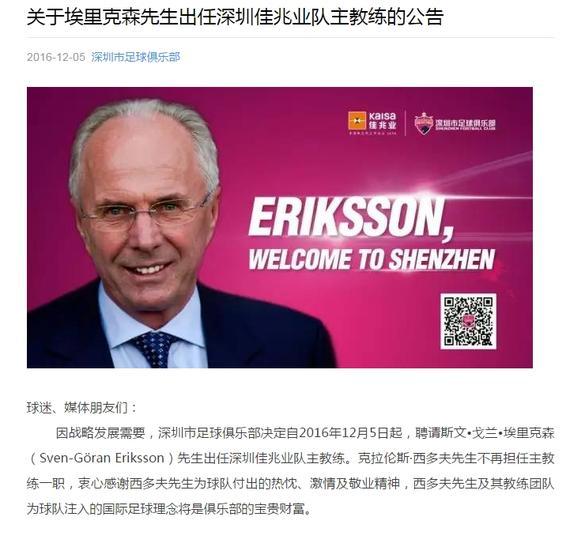 关于埃里克森先生出任深圳佳兆业队主教练的公告
2016-12-05 深圳市足球俱乐部
Kaisa
佳兆业
深圳市足球俱乐部
SHENZHEN FOOTBALL CLUB
ERIKSSON,
WELCOME TO SHENZHEN
球迷、媒体朋友们：
因战略发展需要，深圳市足球俱乐部决定自2016年12月5日起，聘请斯文•戈兰•埃里克森
（Sven-Göran Eriksson）先生出任深圳佳兆业队主教练。克拉伦斯·西多夫先生不再担任主教
练一职，衷心感谢西多夫先生为球队付出的热忱、激情及敬业精神，西多夫先生及其教练团队
为球队注入的国际足球理念将是俱乐部的宝贵财富。